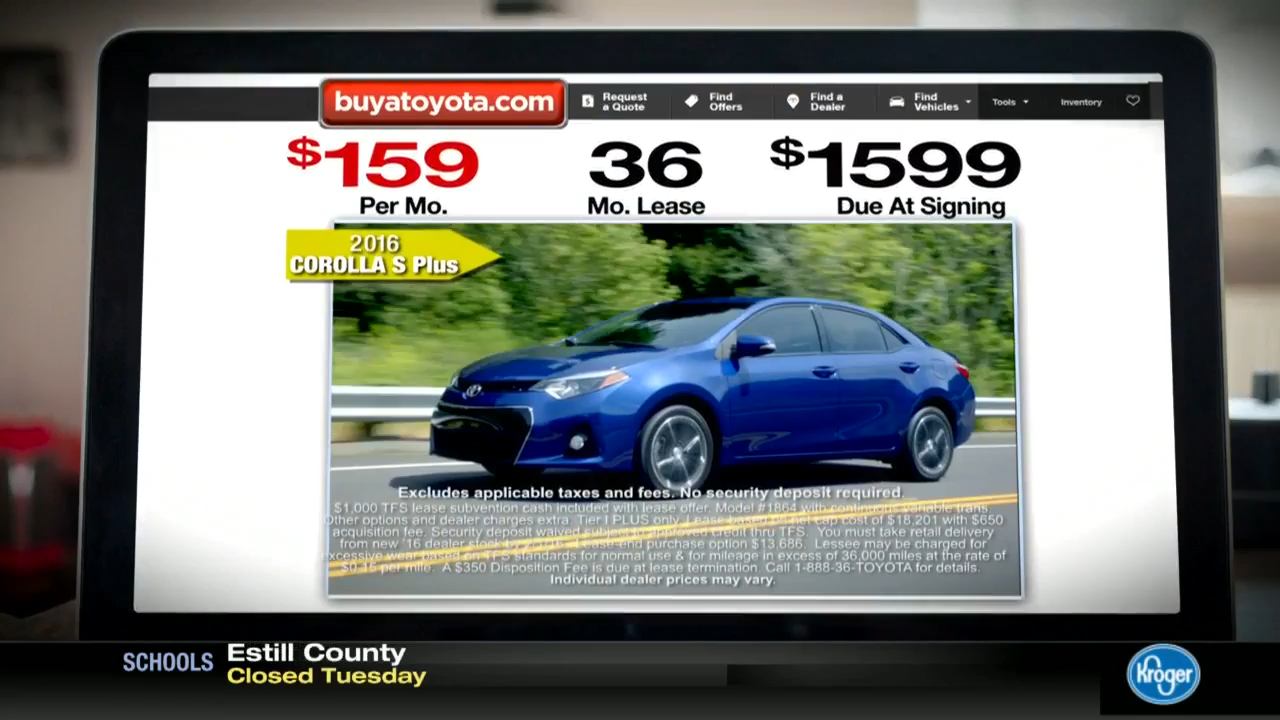 buyatoyota.com
Request a Quote
Find Offers
Find a Dealer
Find Vehicles
Tools
Inventory
$159
Per Mo.
36
Mo. Lease
$1599
Due At Signing
2016
COROLLA S Plus
Excludes applicable taxes and fees. No security deposit required.
$1,000 TFS lease subvention cash included with lease offer. Model #1864 with continuous variable trans.
Other options and dealer charges extra. Tier I PLUS only. Lease based on net cap cost of $18,201 with $650
acquisition fee. Security deposit waived subject to approved credit thru TFS. You must take retail delivery
from new '16 dealer stock Lease-end purchase option $13,686. Lessee may be charged for
excessive wear based on TFS standards for normal use & for mileage in excess of 36,000 miles at the rate of
$0.15 per mile. A $350 Disposition Fee is due at lease termination. Call 1-888-36-TOYOTA for details.
Individual dealer prices may vary.
SCHOOLS
Estill County
Closed Tuesday
Kroger